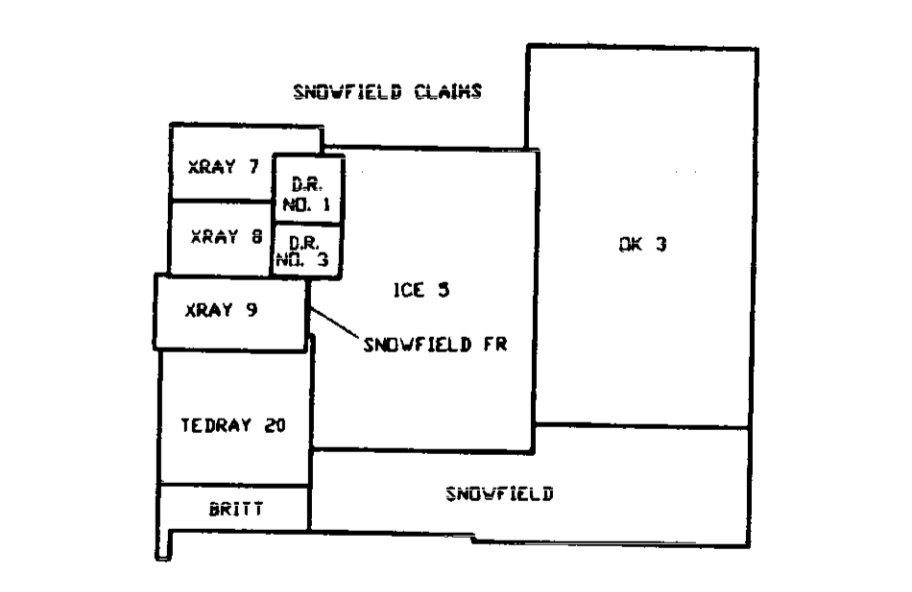 SNOWFIELD CLAIMS
XRAY 7
D.R.
NO. 1
XRAY 8
D.R.
NO. 3
OK 3
ICE 5
XRAY 9
SNOWFIELD FR
TEDRAY 20
SNOWFIELD
BRITT